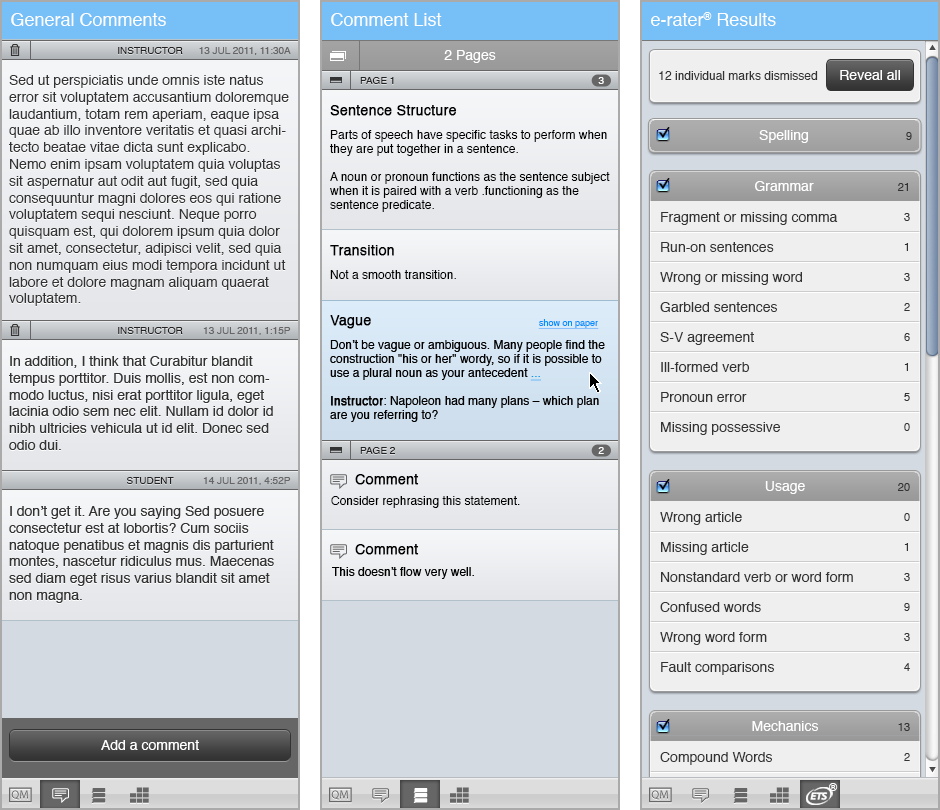 General Comments
INSTRUCTOR 13 JUL 2011, 11:30A
Sed ut perspiciatis unde omnis iste natus
error sit voluptatem accusantium doloremque
laudantium, totam rem aperiam, eaque ipsa
quae ab illo inventore veritatis et quasi archi-
tecto beatae vitae dicta sunt explicabo.
Nemo enim ipsam voluptatem quia voluptas
sit aspernatur aut odit aut fugit, sed quia
consequuntur magni dolores eos qui ratione
voluptatem sequi nesciunt. Neque porro
quisquam est, qui dolorem ipsum quia dolor
sit amet, consectetur, adipisci velit, sed quia
non numquam eius modi tempora incidunt ut
labore et dolore magnam aliquam quaerat
voluptatem.
INSTRUCTOR 13 JUL 2011, 1:15P
In addition, I think that Curabitur blandit
tempus porttitor. Duis mollis, est non com-
modo luctus, nisi erat porttitor ligula, eget
lacinia odio sem nec elit. Nullam id dolor id
nibh ultricies vehicula ut id elit. Donec sed
odio dui.
STUDENT 14 JUL 2011, 4:52P
I don't get it. Are you saying Sed posuere
consectetur est at lobortis? Cum sociis
natoque penatibus et magnis dis parturient
montes, nascetur ridiculus mus. Maecenas
sed diam eget risus varius blandit sit amet
non magna.
Add a comment
QM
Comment List
2 Pages
PAGE 1 3
Sentence Structure
Parts of speech have specific tasks to perform when
they are put together in a sentence.
A noun or pronoun functions as the sentence subject
when it is paired with a verb .functioning as the
sentence predicate.
Transition
Not a smooth transition.
Vague show on paper
Don't be vague or ambiguous. Many people find the
construction "his or her" wordy, so if it is possible to
use a plural noun as your antecedent ...
Instructor: Napoleon had many plans – which plan
are you referring to?
PAGE 2 2
Comment
Consider rephrasing this statement.
Comment
This doesn't flow very well.
QM
e-rater® Results
12 individual marks dismissed Reveal all
Spelling 9
Grammar 21
Fragment or missing comma 3
Run-on sentences 1
Wrong or missing word 3
Garbled sentences 2
S-V agreement 6
Ill-formed verb 1
Pronoun error 5
Missing possessive 0
Usage 20
Wrong article 0
Missing article 1
Nonstandard verb or word form 3
Confused words 9
Wrong word form 3
Fault comparisons 4
Mechanics 13
Compound Words 2
QM ETS®